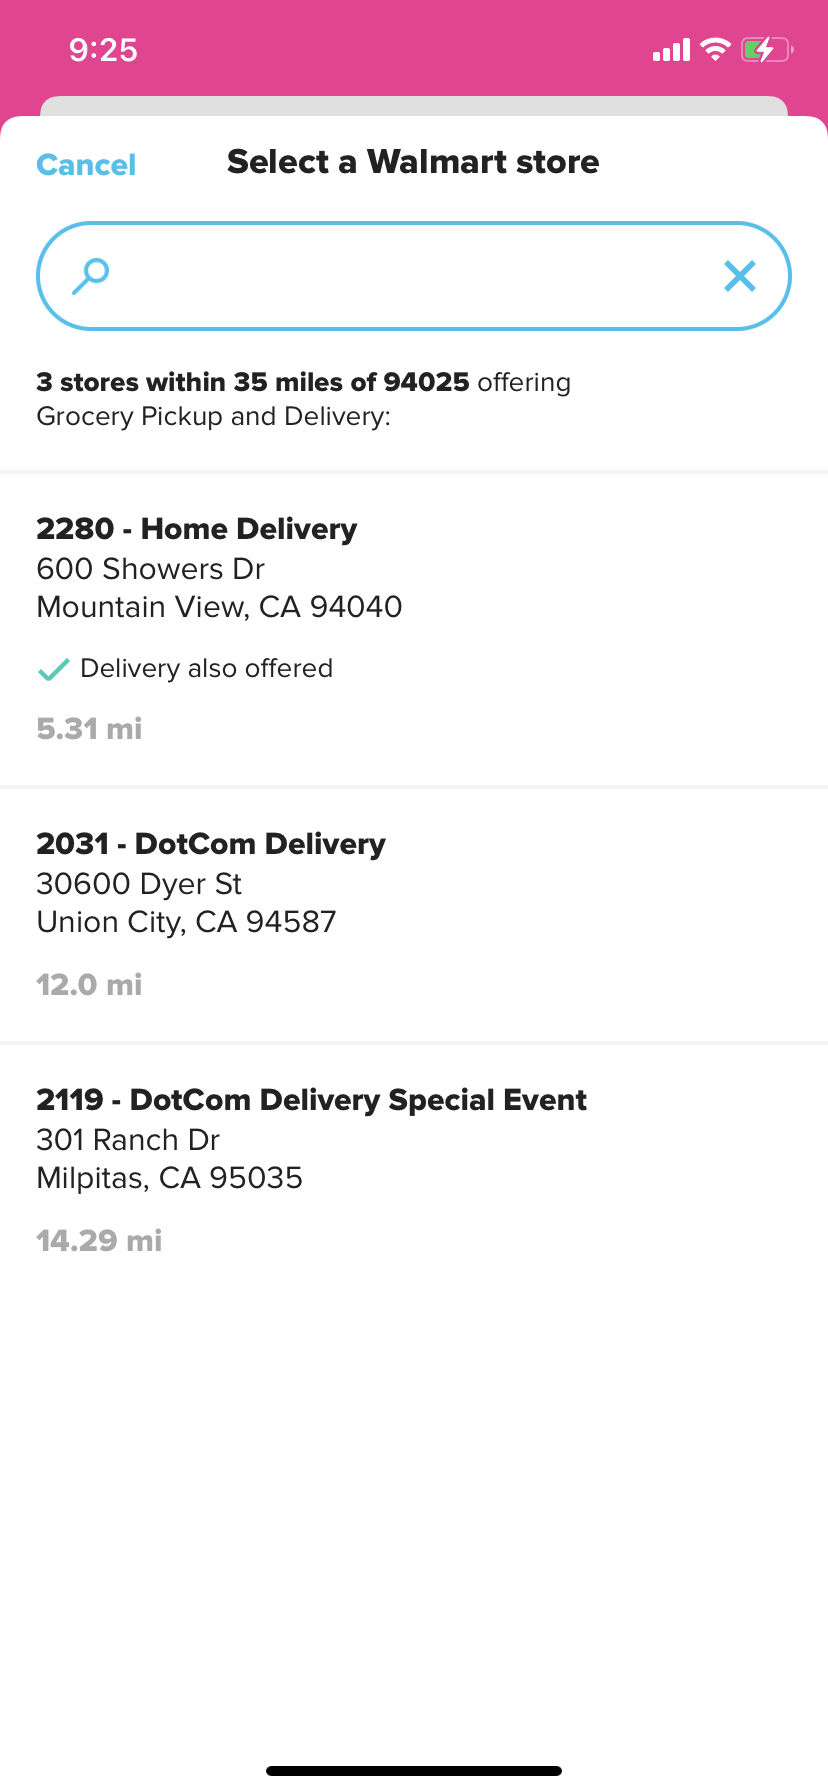 9:25
Cancel
Select a Walmart store
3 stores within 35 miles of 94025 offering
Grocery Pickup and Delivery:
2280 - Home Delivery
600 Showers Dr
Mountain View, CA 94040
Delivery also offered
5.31 mi
2031 - DotCom Delivery
30600 Dyer St
Union City, CA 94587
12.0 mi
2119 - DotCom Delivery Special Event
301 Ranch Dr
Milpitas, CA 95035
14.29 mi